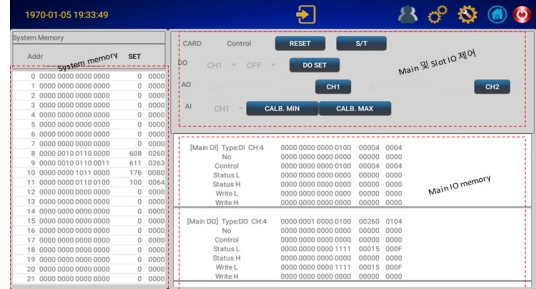 1970-01-05 19:33:49
System Memory
Addr System memory SET
0 0000 0000 0000 0000 0 0000
1 0000 0000 0000 0000 0 0000
2 0000 0000 0000 0000 0 0000
3 0000 0000 0000 0000 0 0000
4 0000 0000 0000 0000 0 0000
5 0000 0000 0000 0000 0 0000
6 0000 0000 0000 0000 0 0000
7 0000 0000 0000 0000 0 0000
8 0000 0010 0110 0000 608 0260
9 0000 0010 0110 0011 611 0263
10 0000 0000 1011 0000 176 00B0
11 0000 0000 0110 0100 100 0064
12 0000 0000 0000 0000 0 0000
13 0000 0000 0000 0000 0 0000
14 0000 0000 0000 0000 0 0000
15 0000 0000 0000 0000 0 0000
16 0000 0000 0000 0000 0 0000
17 0000 0000 0000 0000 0 0000
18 0000 0000 0000 0000 0 0000
19 0000 0000 0000 0000 0 0000
20 0000 0000 0000 0000 0 0000
21 0000 0000 0000 0000 0 0000
CARD Control RESET S/T
Main 및 Slot IO 제어
DO CH1 OFF DO SET
AO CH1 CH2
AI CH1 CALB. MIN CALB. MAX
[Main DI] Type:DI CH:4 0000 0000 0000 0100 00004 0004
No 0000 0000 0000 0000 00000 0000
Control 0000 0000 0000 0100 00004 0004
Status L 0000 0000 0000 0000 00000 0000
Status H 0000 0000 0000 0000 00000 0000
Write L 0000 0000 0000 0000 00000 0000
Write H 0000 0000 0000 0000 00000 0000
Main IO memory
[Main DO] Type:DO CH:4 0000 0001 0000 0100 00260 0104
No 0000 0000 0000 0000 00000 0000
Control 0000 0000 0000 0000 00000 0000
Status L 0000 0000 0000 1111 00015 000F
Status H 0000 0000 0000 0000 00000 0000
Write L 0000 0000 0000 1111 00015 000F
Write H 0000 0000 0000 0000 00000 0000